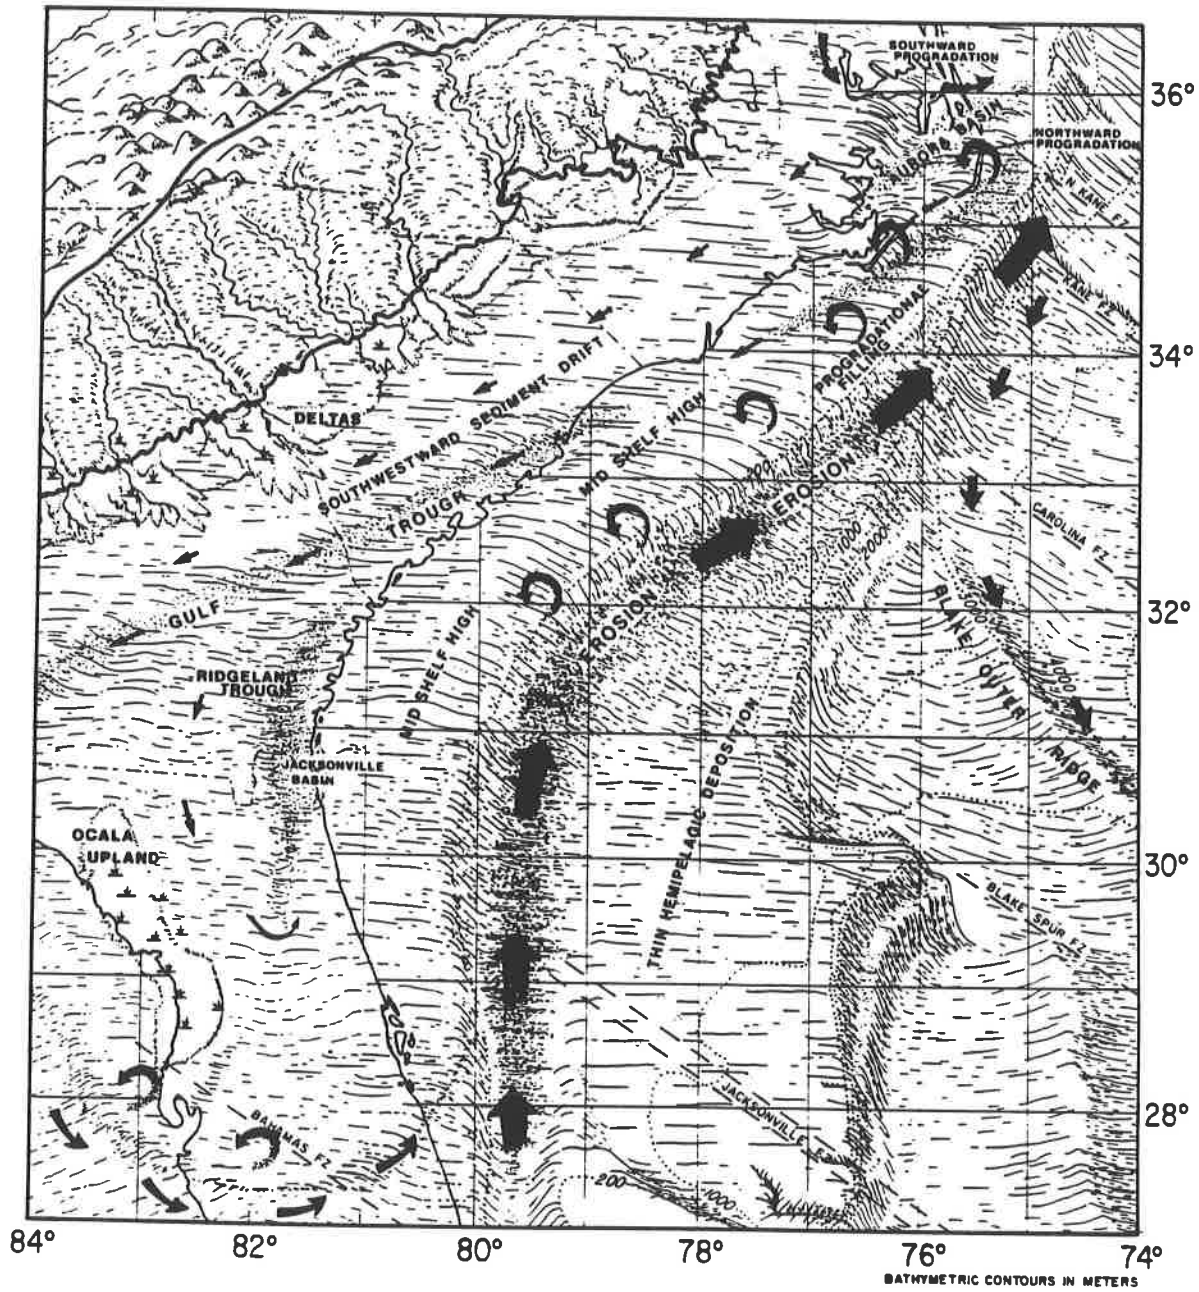 SOUTHWARD
PROGRADATION
36°
AURORA BASIN
NORTHWARD
PROGRADATION
N KANE FZ
KANE FZ
PROGRADATIONAL
FILLING
34°
SOUTHWESTWARD SEDIMENT DRIFT
DELTAS
MID SHELF HIGH
TROUGH
200
EROSION
1000
2000
CAROLINA FZ
GULF
EROSION
32°
MID SHELF HIGH
BLAKE OUTER RIDGE
4000
RIDGELAND
TROUGH
THIN HEMIPELAGIC DEPOSITION
JACKSONVILLE
BASIN
OCALA
UPLAND
30°
BLAKE SPUR FZ
JACKSONVILLE
28°
BAHAMAS FZ
200
1000
84°
82°
80°
78°
76°
74°
BATHYMETRIC CONTOURS IN METERS